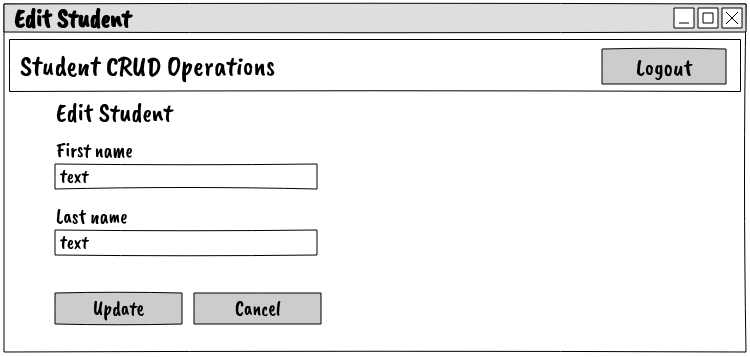 Edit Student
Student CRUD Operations
Logout
Edit Student
First name
text
Last name
text
Update
Cancel